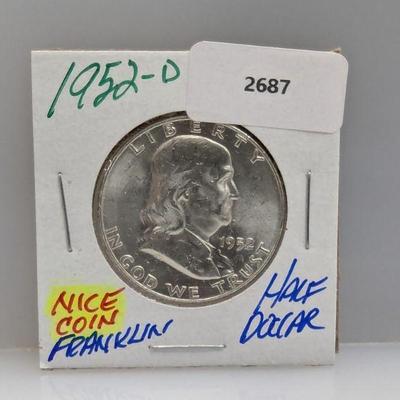 1952-D
2687
LIBERTY
1952
IN GOD WE TRUST
NICE
COIN
FRANKLIN
HALF
DOLLAR